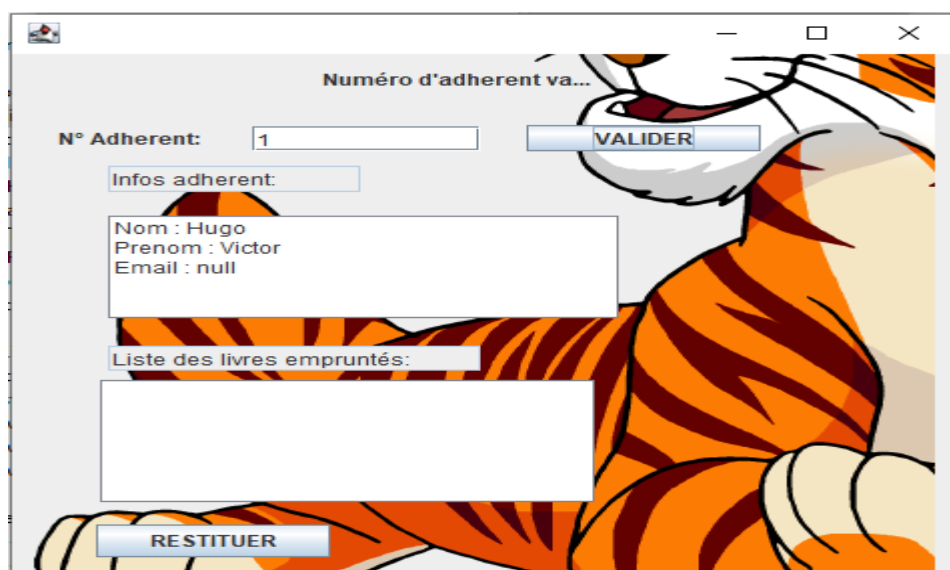 Numéro d'adherent va...
N° Adherent: 1 VALIDER
Infos adherent:
Nom : Hugo
Prenom : Victor
Email : null
Liste des livres empruntés:
RESTITUER